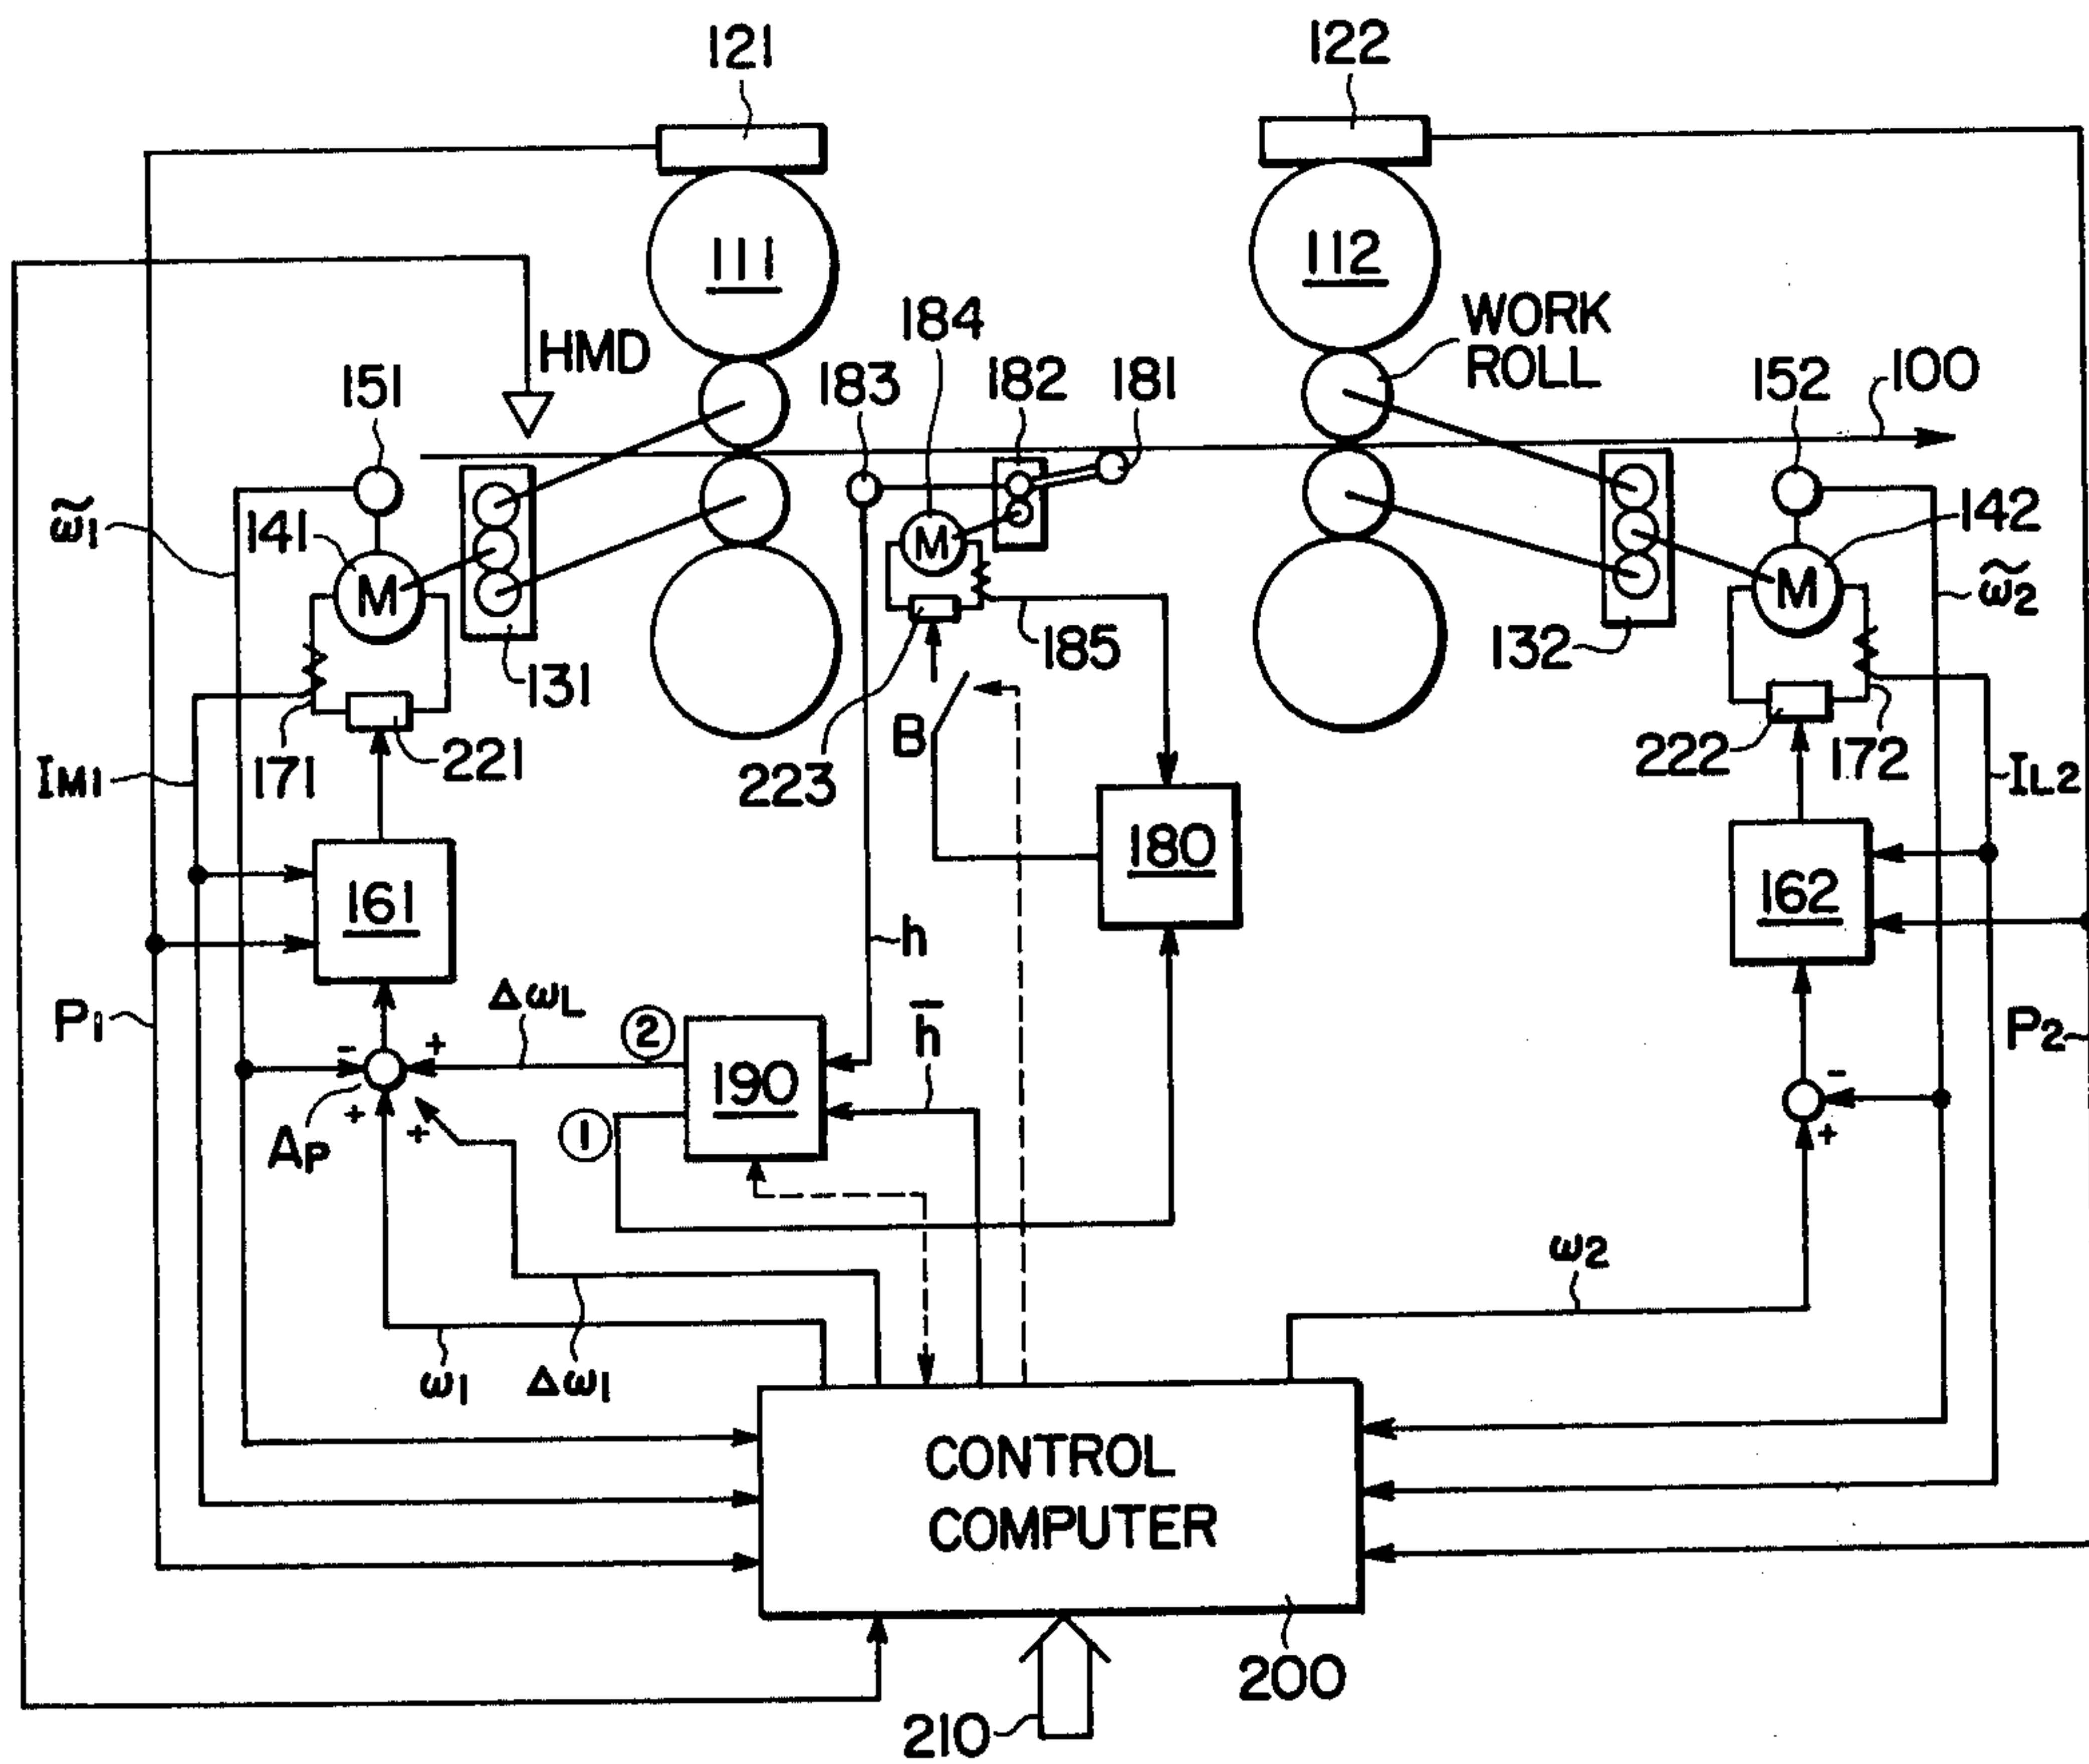 121
122
111
112
184
WORK
ROLL
HMD
183
182
181
152
100
151
ω̃1
141
M
M
142
M
ω̃2
185
132
131
171
221
223
B
222
172
IM1
IL2
180
161
162
h
P1
ΔωL
②
h̄
P2
-
+
190
-
+
+
AP
①
+
ω2
ω1
Δω1
CONTROL
COMPUTER
200
210